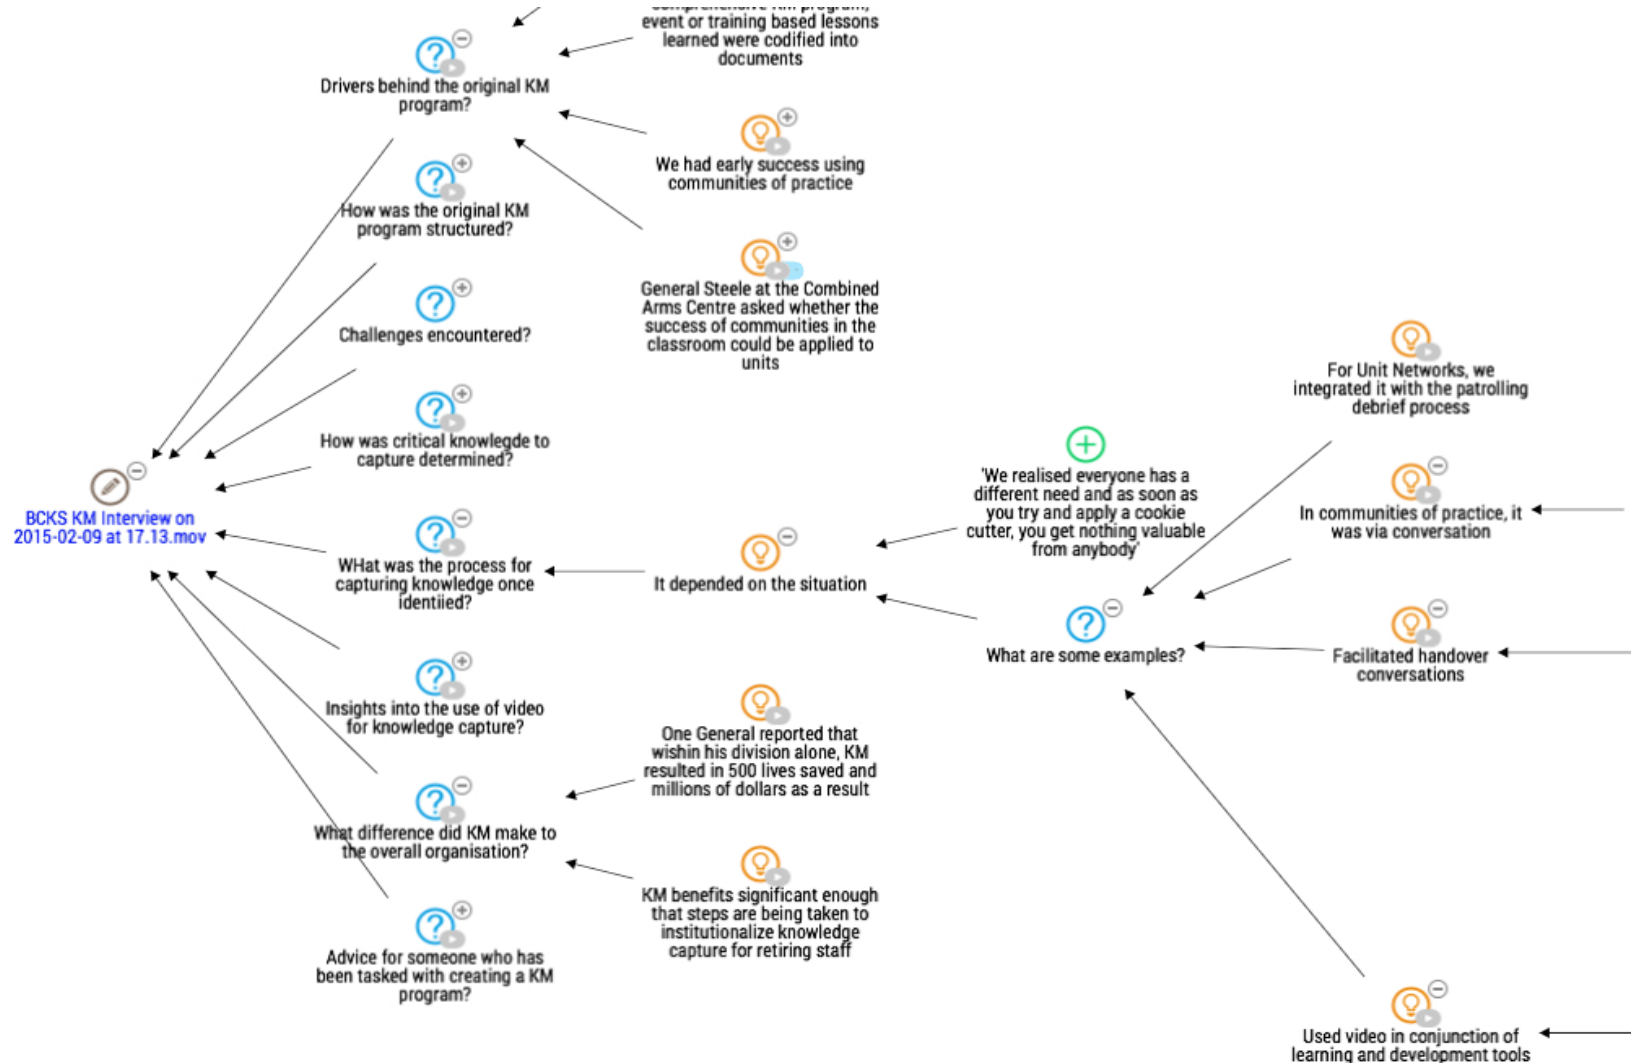 comprehensive KM program,
event or training based lessons
learned were codified into
documents
Drivers behind the original KM
program?
We had early success using
communities of practice
How was the original KM
program structured?
General Steele at the Combined
Arms Centre asked whether the
success of communities in the
classroom could be applied to
units
Challenges encountered?
For Unit Networks, we
integrated it with the patrolling
debrief process
How was critical knowlegde to
capture determined?
'We realised everyone has a
different need and as soon as
you try and apply a cookie
cutter, you get nothing valuable
from anybody'
In communities of practice, it
was via conversation
BCKS KM Interview on
2015-02-09 at 17.13.mov
WHat was the process for
capturing knowledge once
identiied?
It depended on the situation
What are some examples?
Facilitated handover
conversations
Insights into the use of video
for knowledge capture?
One General reported that
wishin his division alone, KM
resulted in 500 lives saved and
millions of dollars as a result
What difference did KM make to
the overall organisation?
KM benefits significant enough
that steps are being taken to
institutionalize knowledge
capture for retiring staff
Advice for someone who has
been tasked with creating a KM
program?
Used video in conjunction of
learning and development tools